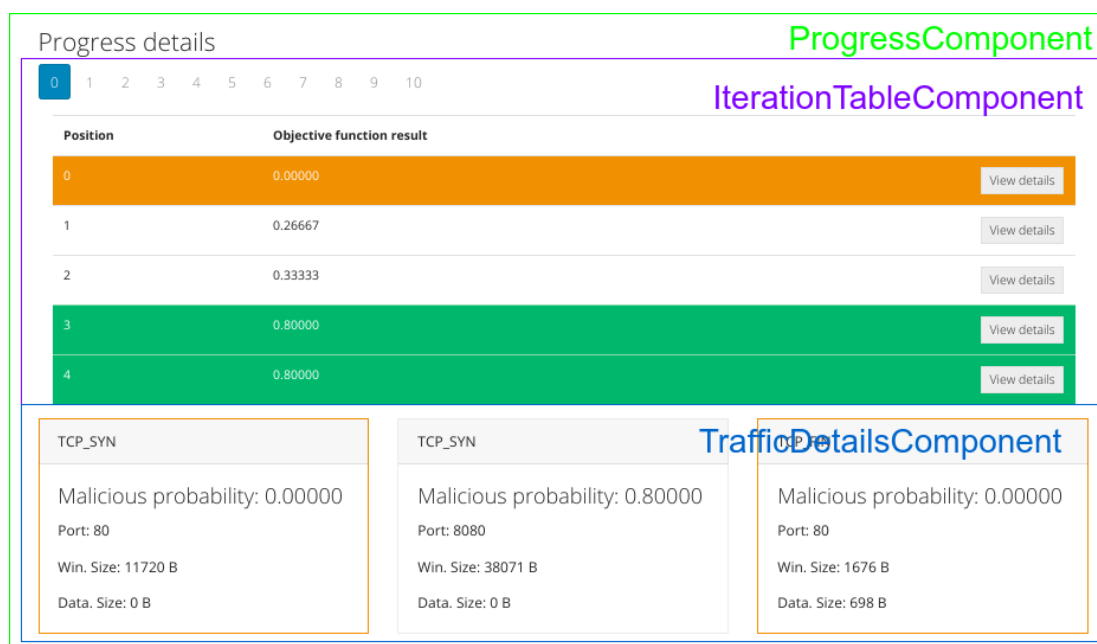 Progress details
ProgressComponent
0 1 2 3 4 5 6 7 8 9 10
IterationTableComponent
Position Objective function result
0 0.00000 View details
1 0.26667 View details
2 0.33333 View details
3 0.80000 View details
4 0.80000 View details
TrafficDetailsComponent
TCP_SYN
Malicious probability: 0.00000
Port: 80
Win. Size: 11720 B
Data. Size: 0 B
TCP_SYN
Malicious probability: 0.80000
Port: 8080
Win. Size: 38071 B
Data. Size: 0 B
Malicious probability: 0.00000
Port: 80
Win. Size: 1676 B
Data. Size: 698 B